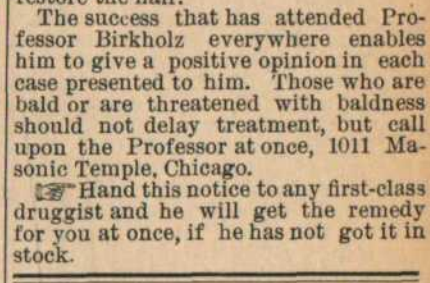 restore the hair.
The success that has attended Pro-
fessor Birkholz everywhere enables
him to give a positive opinion in each
case presented to him. Those who are
bald or are threatened with baldness
should not delay treatment, but call
upon the Professor at once, 1011 Ma-
sonic Temple, Chicago.
☞ Hand this notice to any first-class
druggist and he will get the remedy
for you at once, if he has not got it in
stock.